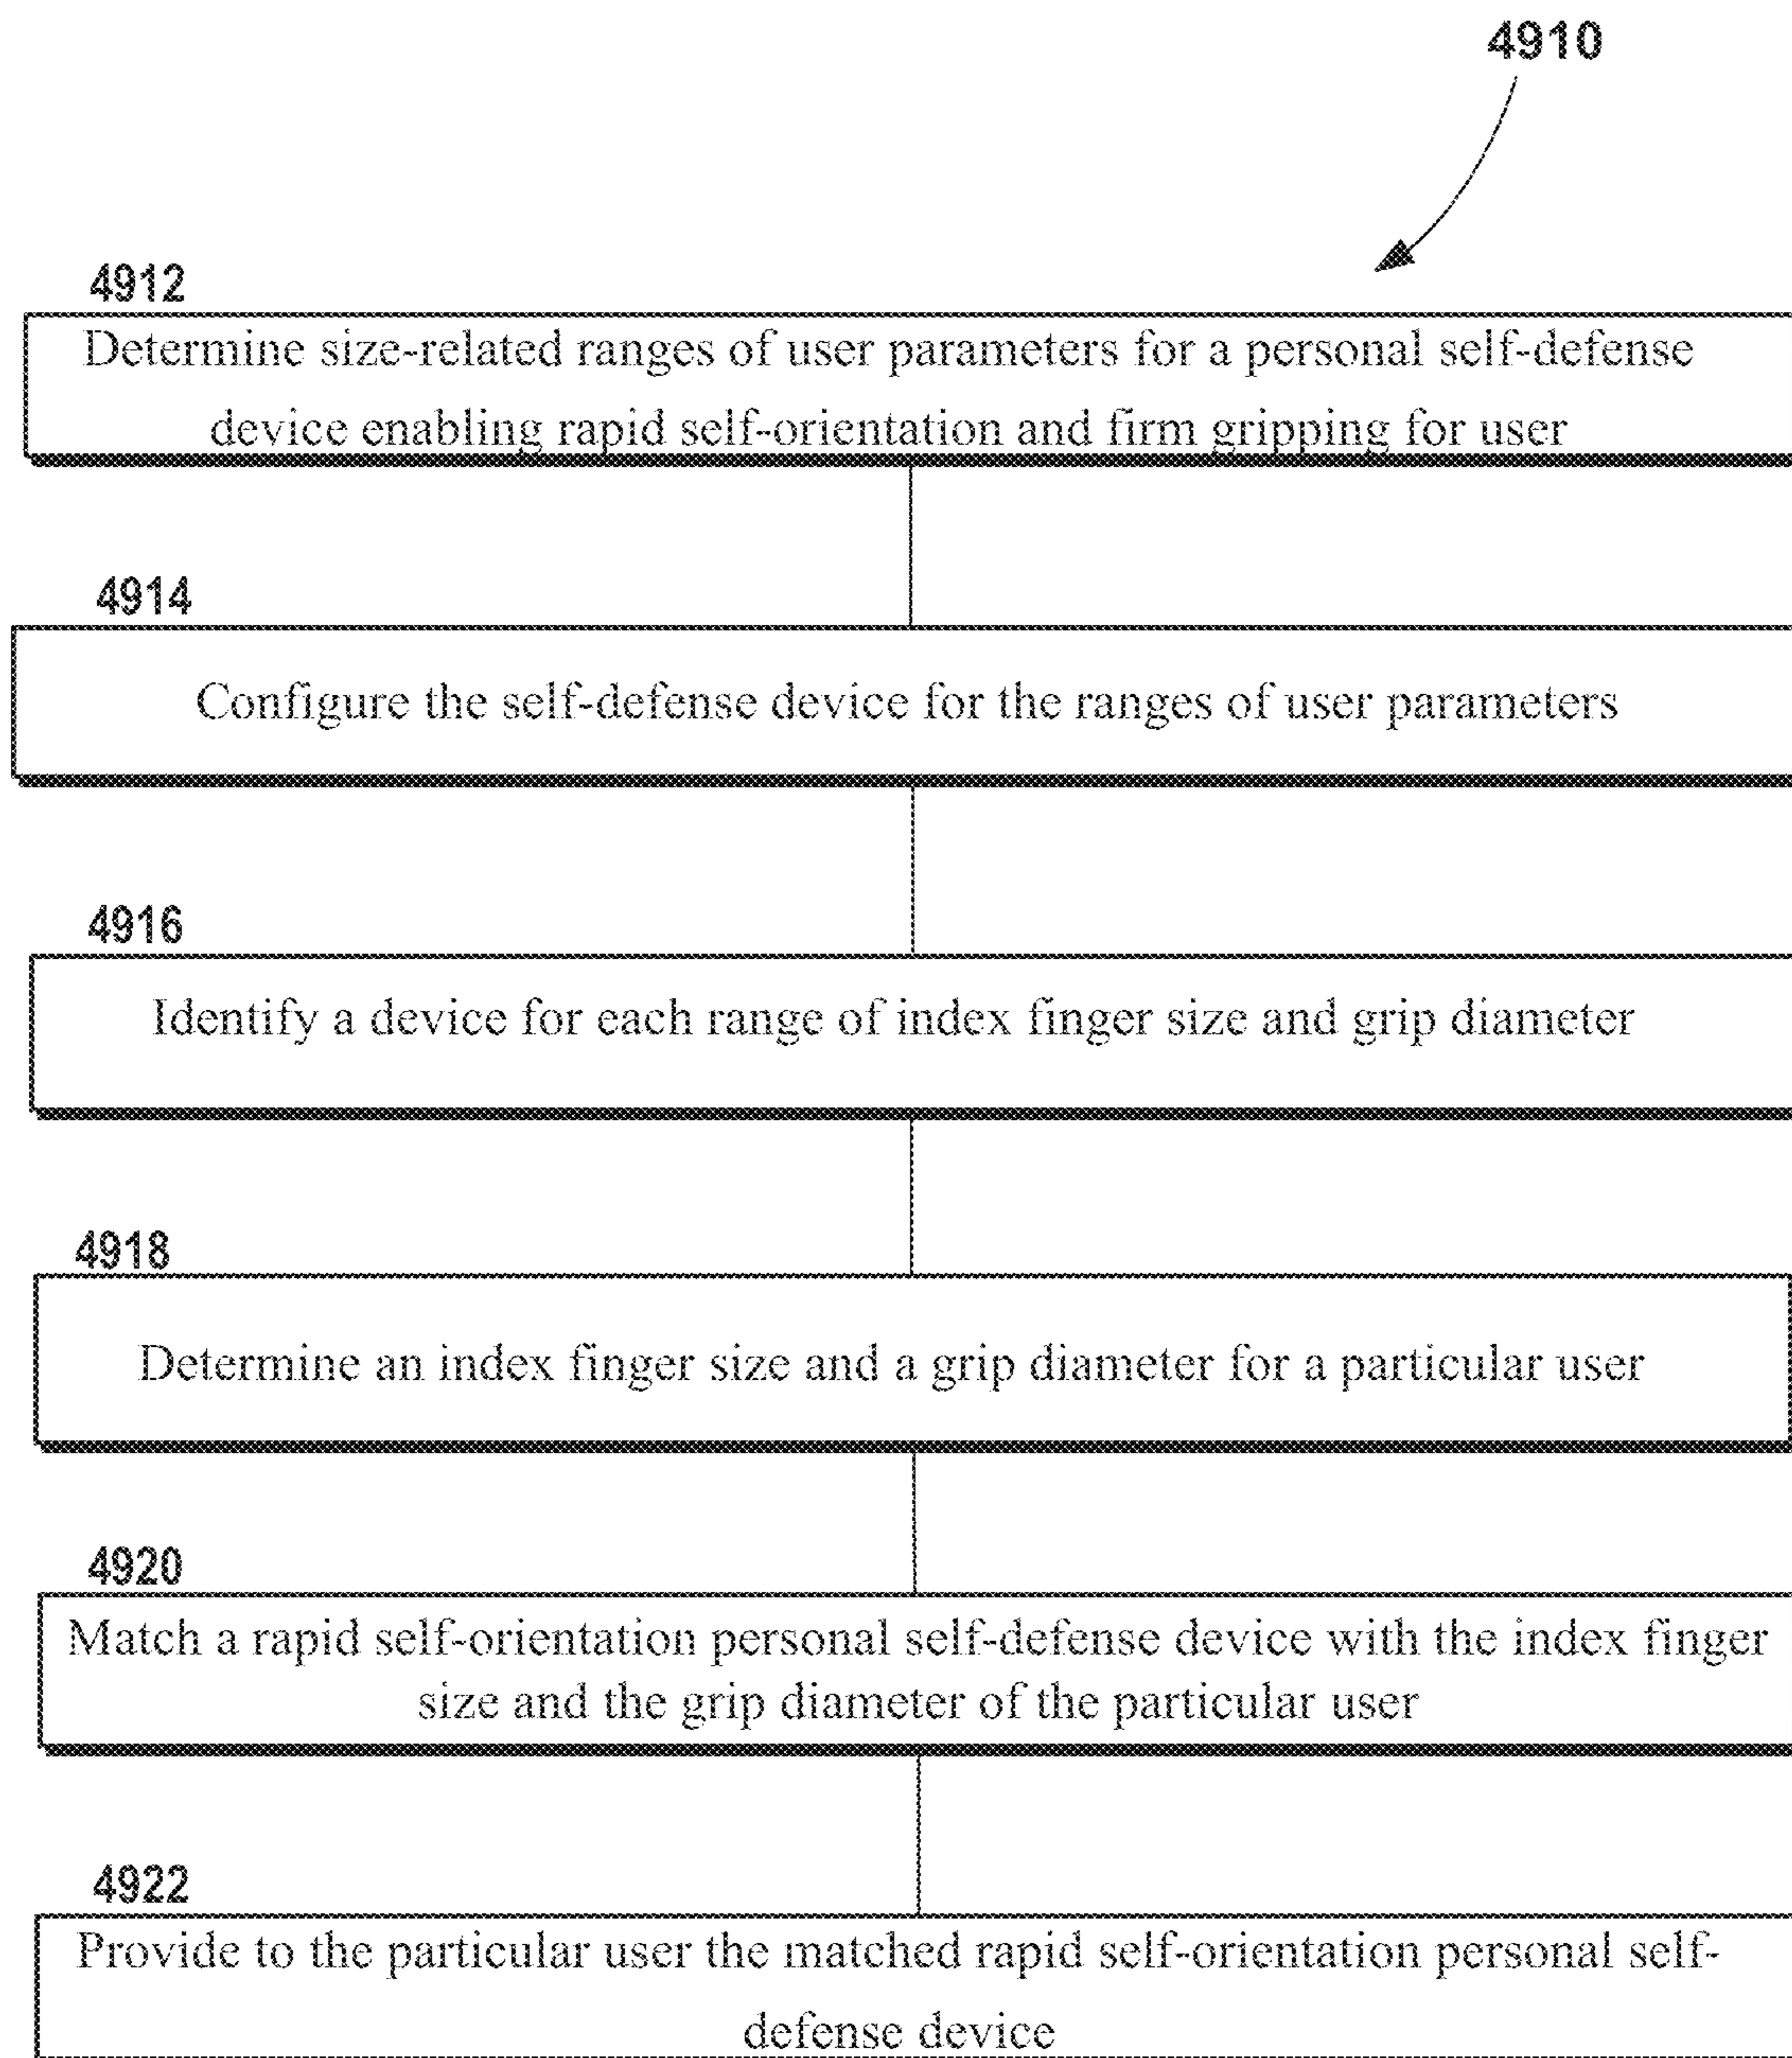 4910
4912
Determine size-related ranges of user parameters for a personal self-defense
device enabling rapid self-orientation and firm gripping for user
4914
Configure the self-defense device for the ranges of user parameters
4916
Identify a device for each range of index finger size and grip diameter
4918
Determine an index finger size and a grip diameter for a particular user
4920
Match a rapid self-orientation personal self-defense device with the index finger
size and the grip diameter of the particular user
4922
Provide to the particular user the matched rapid self-orientation personal self-
defense device